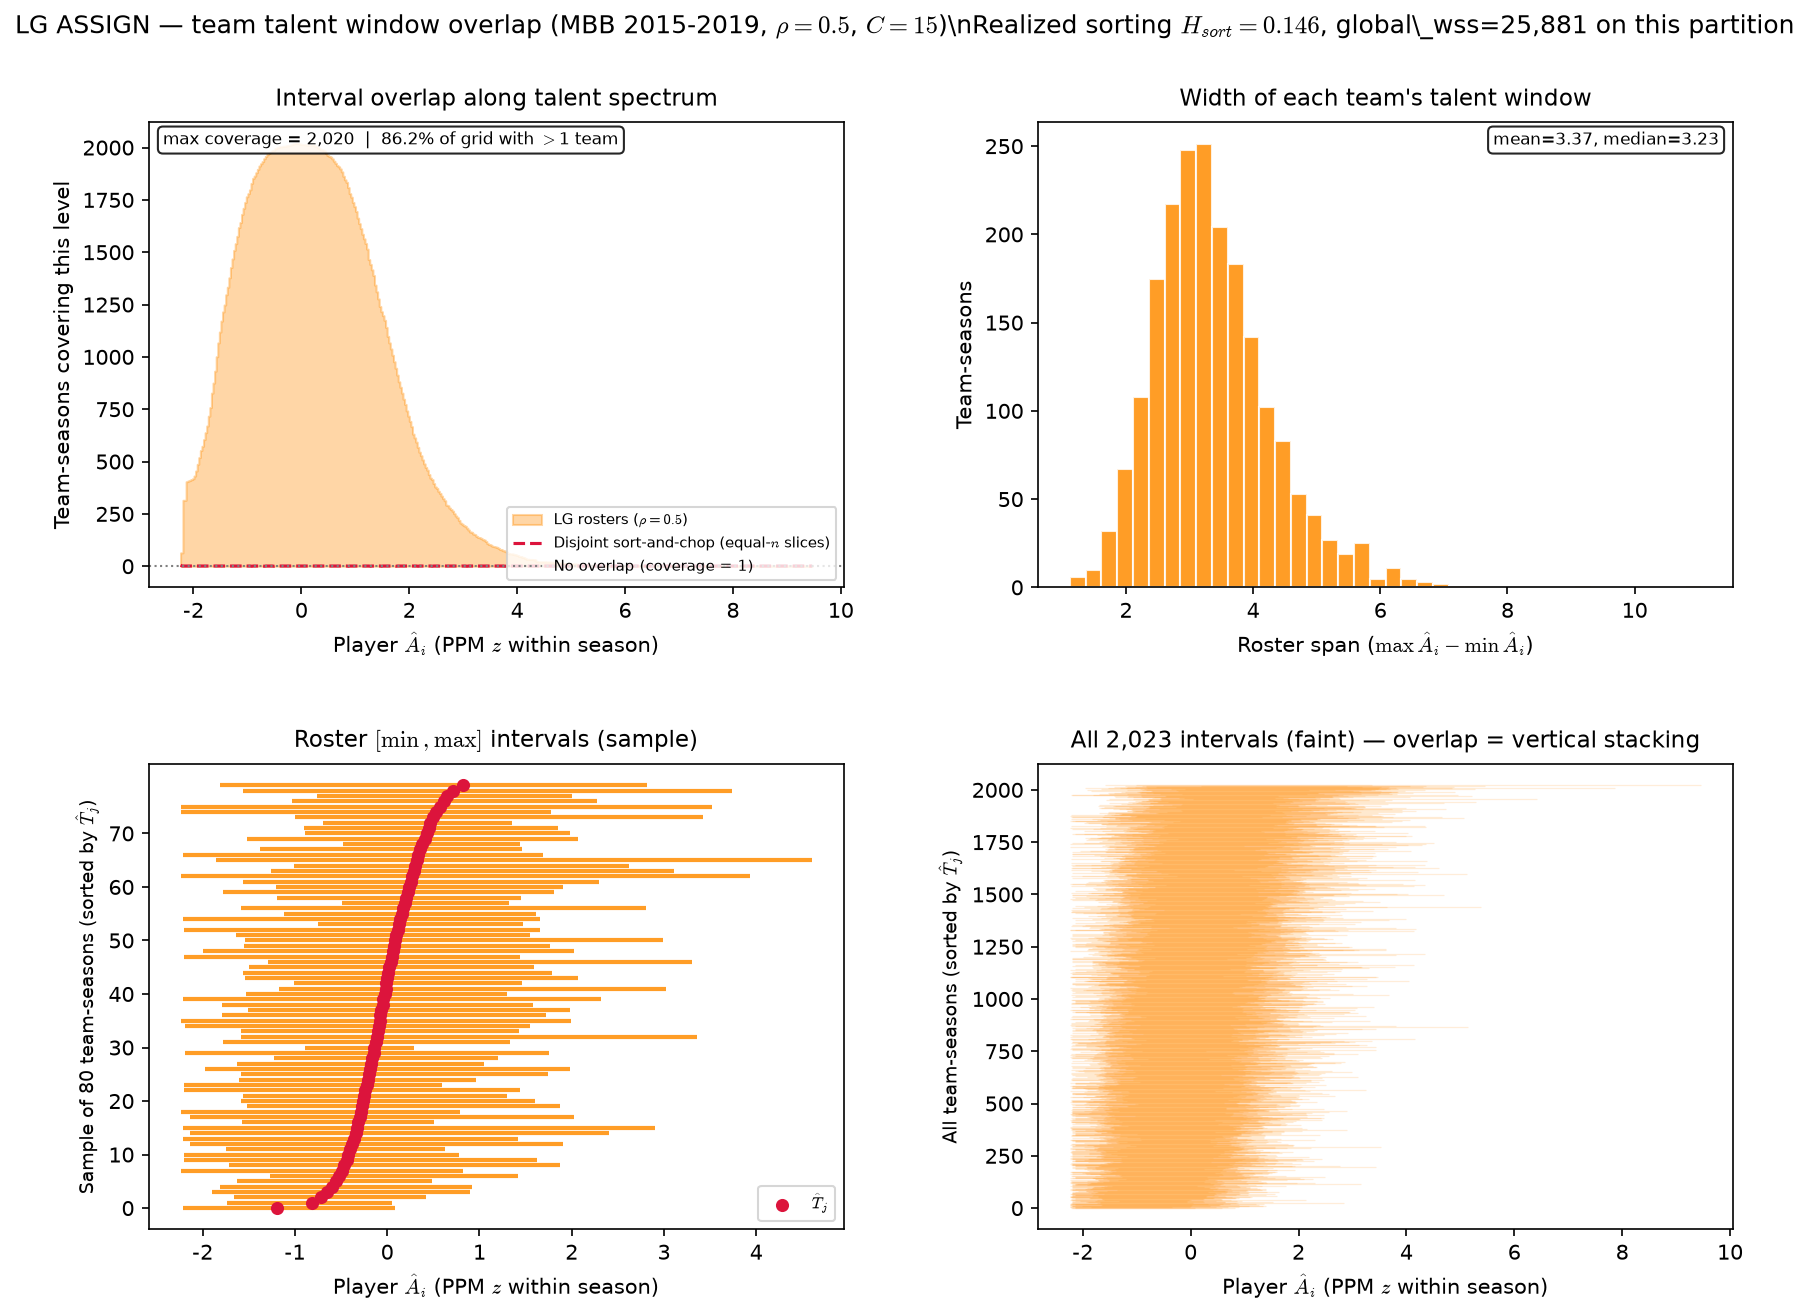 LG ASSIGN — team talent window overlap (MBB 2015-2019, ρ = 0.5, C = 15)\nRealized sorting H_sort = 0.146, global\_wss=25,881 on this partition
Interval overlap along talent spectrum
max coverage = 2,020 | 86.2% of grid with > 1 team
Team-seasons covering this level
2000
1750
1500
1250
1000
750
500
250
0
LG rosters (ρ = 0.5)
Disjoint sort-and-chop (equal-n slices)
No overlap (coverage = 1)
-2 0 2 4 6 8 10
Player Â_i (PPM z within season)
Width of each team's talent window
mean=3.37, median=3.23
Team-seasons
250
200
150
100
50
0
2 4 6 8 10
Roster span (max Â_i − min Â_i)
Roster [min , max] intervals (sample)
Sample of 80 team-seasons (sorted by T̂_j)
70
60
50
40
30
20
10
0
T̂_j
-2 -1 0 1 2 3 4
Player Â_i (PPM z within season)
All 2,023 intervals (faint) — overlap = vertical stacking
All team-seasons (sorted by T̂_j)
2000
1750
1500
1250
1000
750
500
250
0
-2 0 2 4 6 8 10
Player Â_i (PPM z within season)